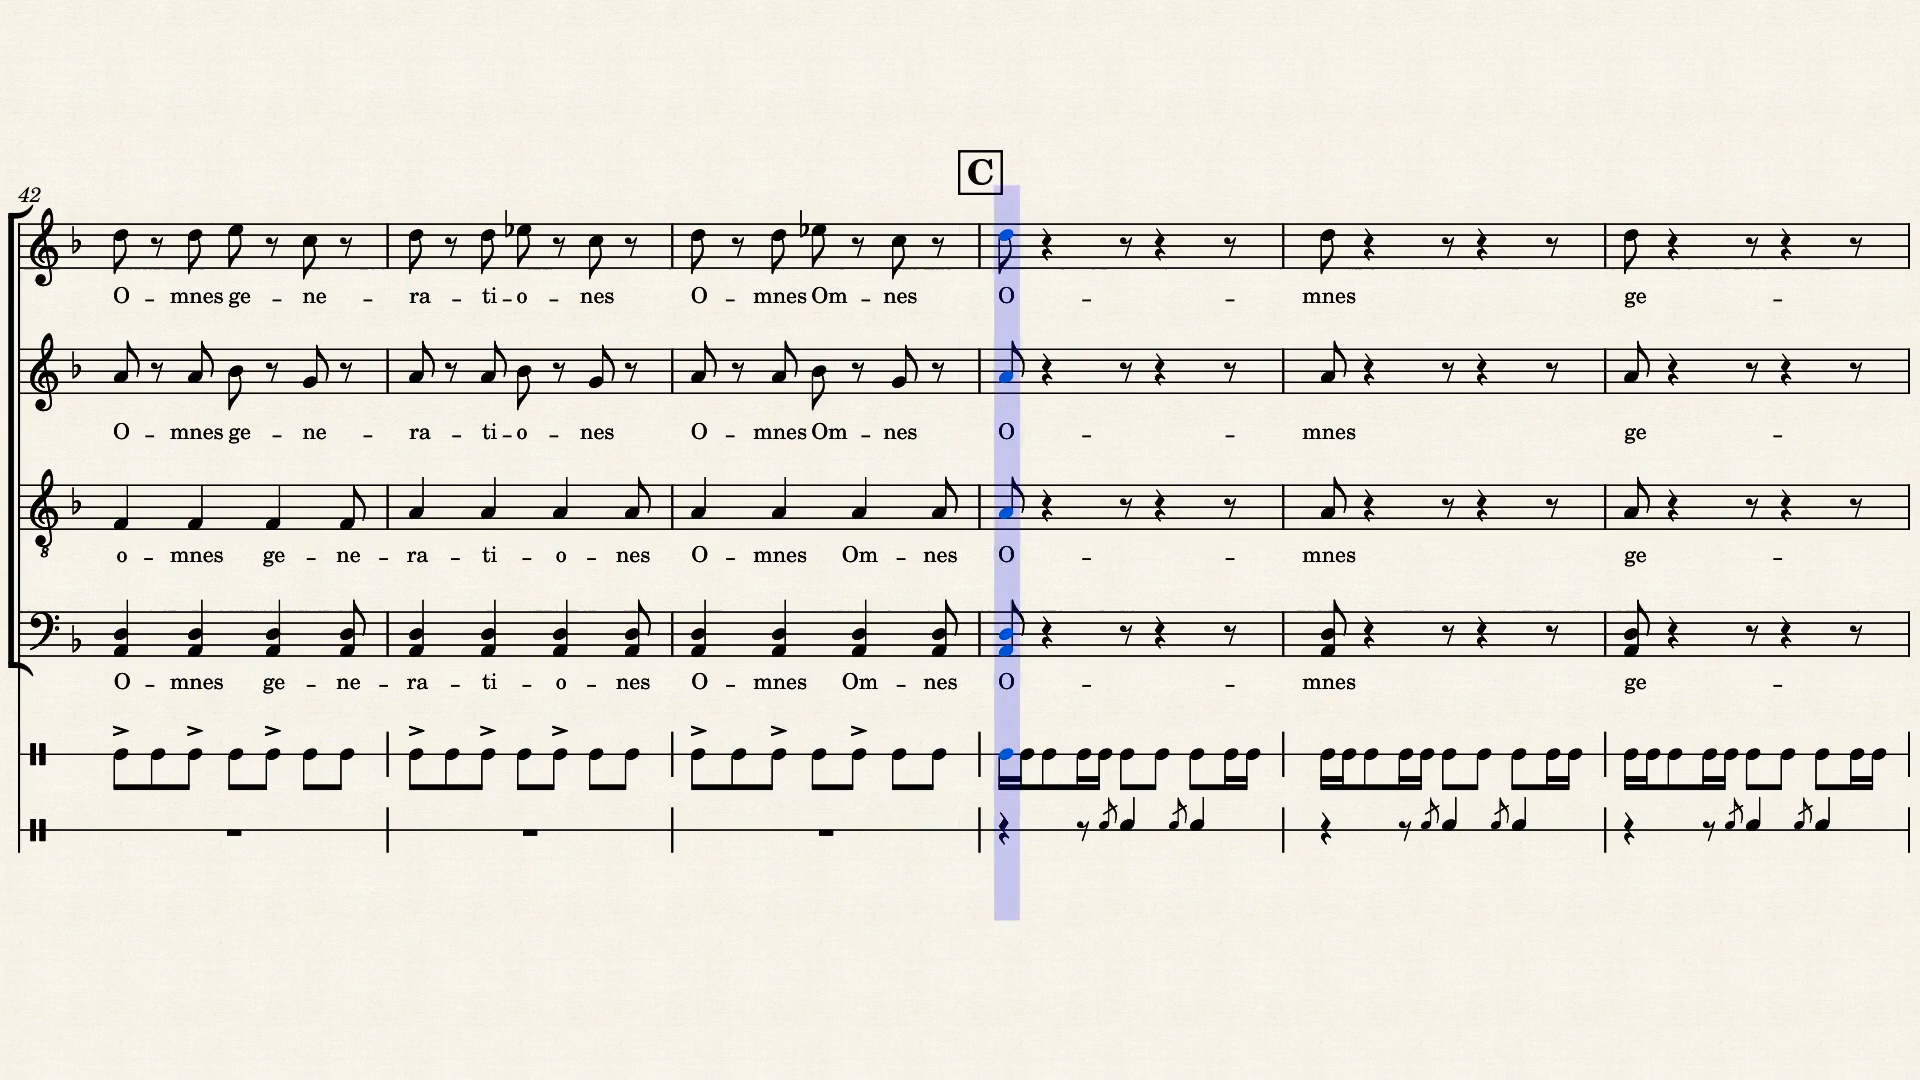 C
42
O - mnes ge - ne - ra - ti - o - nes O - mnes Om - nes O - - mnes ge -
O - mnes ge - ne - ra - ti - o - nes O - mnes Om - nes O - - mnes ge -
8
o - mnes ge - ne - ra - ti - o - nes O - mnes Om - nes O - - mnes ge -
O - mnes ge - ne - ra - ti - o - nes O - mnes Om - nes O - - mnes ge -